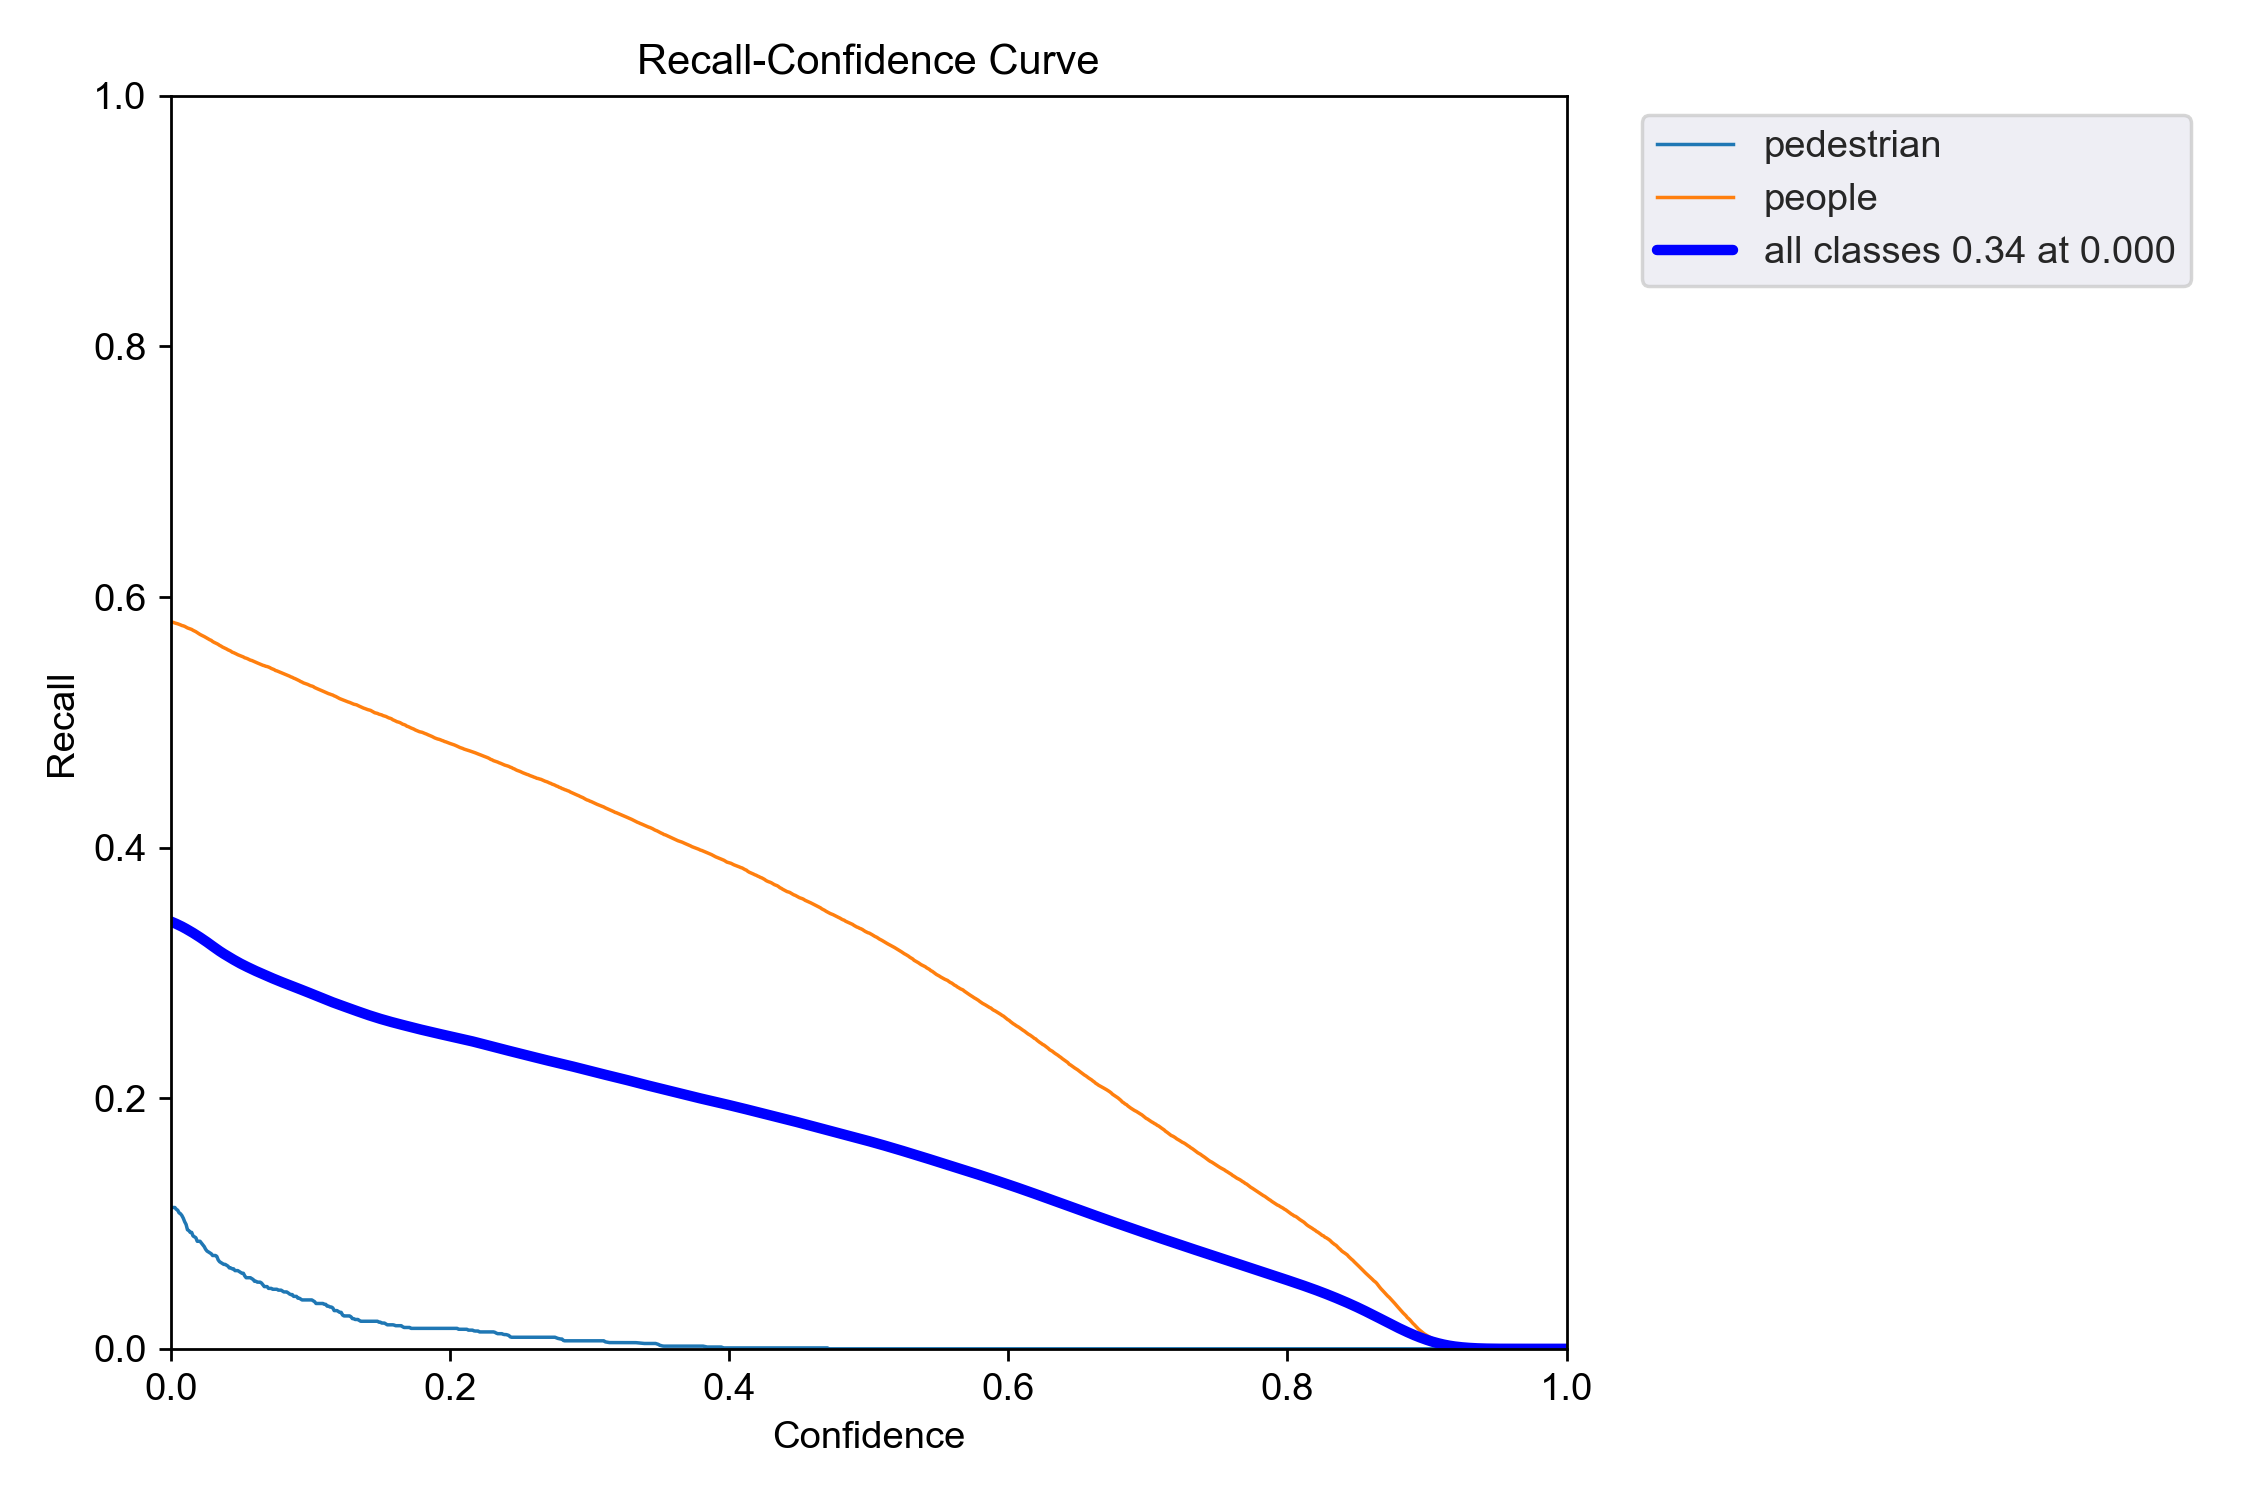 Recall-Confidence Curve
1.0
0.8
0.6
0.4
0.2
0.0
Recall
0.0 0.2 0.4 0.6 0.8 1.0
Confidence
pedestrian
people
all classes 0.34 at 0.000